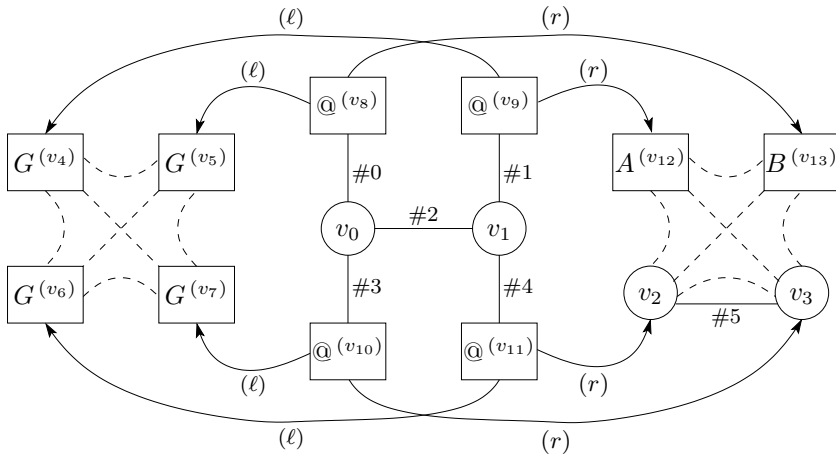 (ℓ) (r)
(ℓ) (r)
@(v₈) @(v₉)
G(v₄) G(v₅) A(v₁₂) B(v₁₃)
#0 #1
v₀ #2 v₁
#3 #4
G(v₆) G(v₇) v₂ v₃
#5
@(v₁₀) @(v₁₁)
(ℓ) (r)
(ℓ) (r)